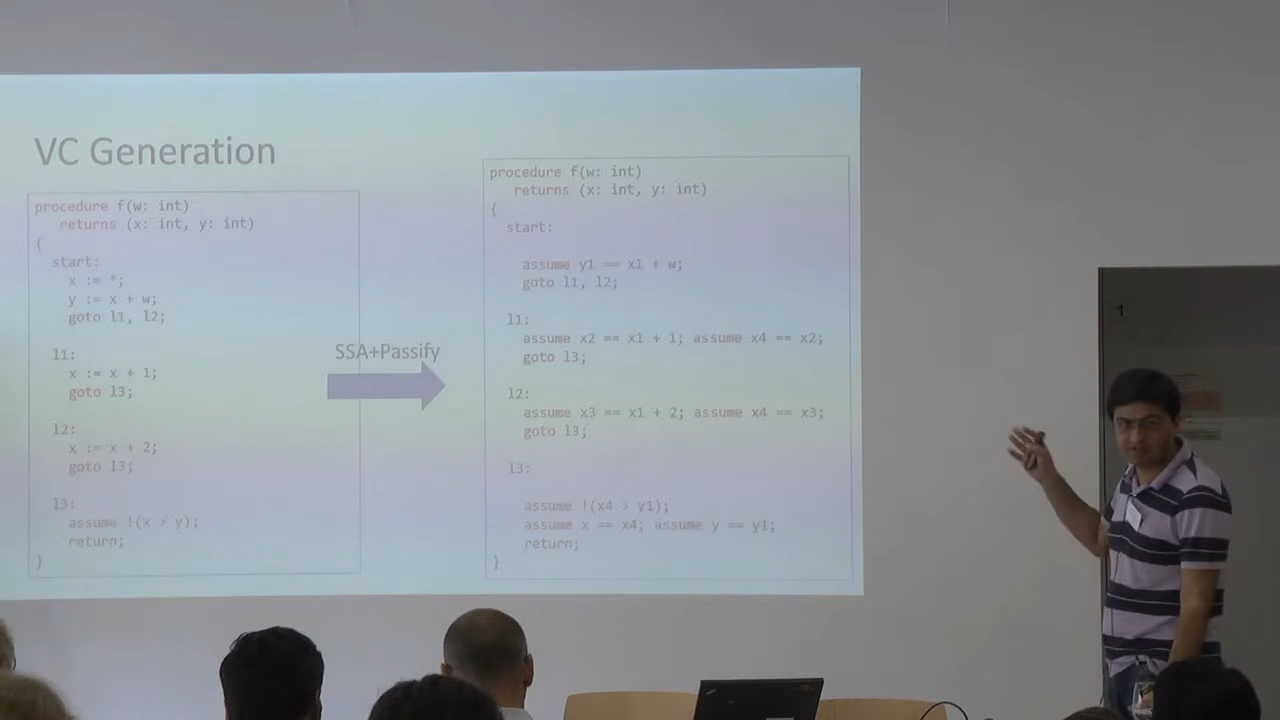 VC Generation
procedure f(w: int)
returns (x: int, y: int)
{
start:
x := *;
y := x + w;
goto l1, l2;
l1:
x := x + 1;
goto l3;
l2:
x := x + 2;
goto l3;
l3:
assume !(x > y);
return;
}
SSA+Passify
procedure f(w: int)
returns (x: int, y: int)
{
start:
assume y1 == x1 + w;
goto l1, l2;
l1:
assume x2 == x1 + 1; assume x4 == x2;
goto l3;
l2:
assume x3 == x1 + 2; assume x4 == x3;
goto l3;
l3:
assume !(x4 > y1);
assume x == x4; assume y == y1;
return;
}
1